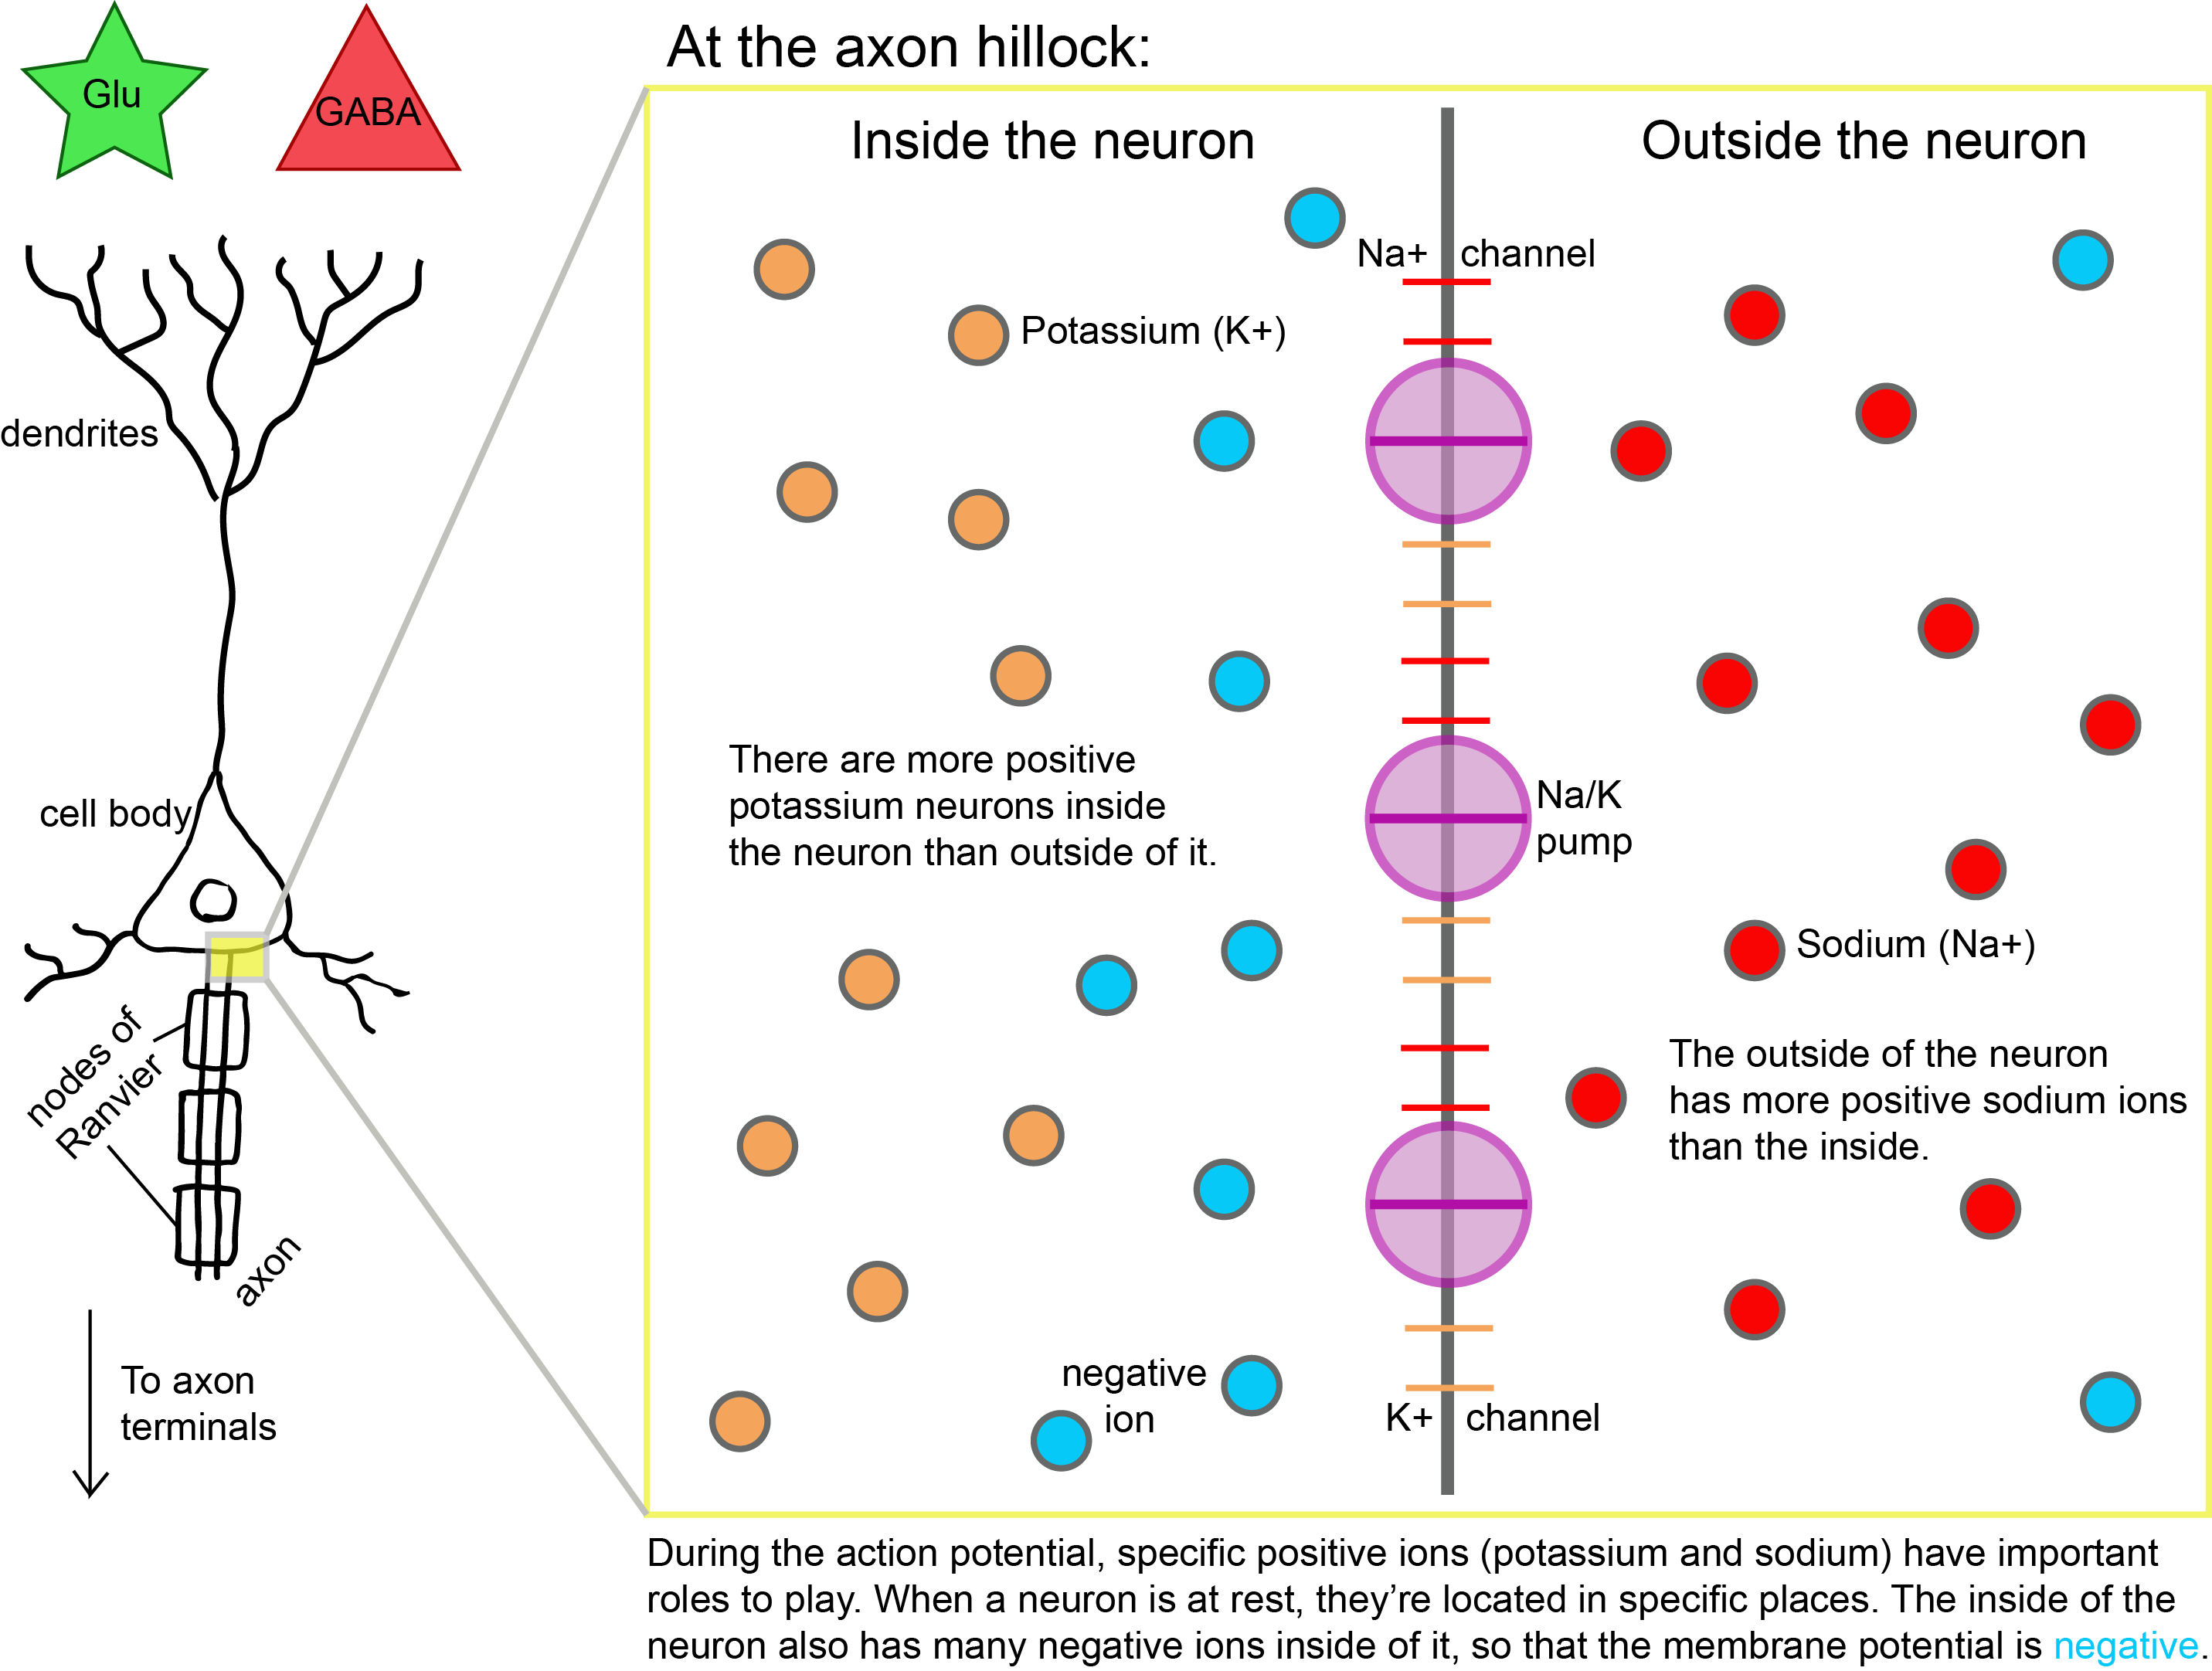 Glu
GABA
At the axon hillock:
Inside the neuron
Outside the neuron
Na+ channel
Potassium (K+)
dendrites
There are more positive
potassium neurons inside
the neuron than outside of it.
Na/K
pump
cell body
Sodium (Na+)
The outside of the neuron
has more positive sodium ions
than the inside.
nodes of
Ranvier
axon
To axon
terminals
negative
ion
K+ channel
During the action potential, specific positive ions (potassium and sodium) have important
roles to play. When a neuron is at rest, they’re located in specific places. The inside of the
neuron also has many negative ions inside of it, so that the membrane potential is negative.